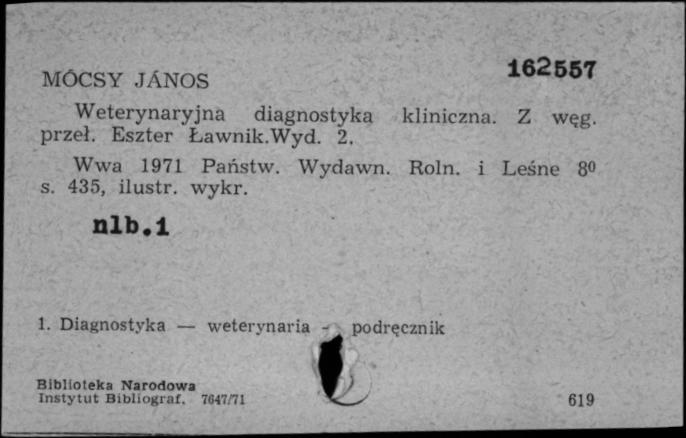 162557
MÓCSY JÁNOS
Weterynaryjna diagnostyka kliniczna. Z węg.
przeł. Eszter Ławnik.Wyd. 2.
Wwa 1971 Państw. Wydawn. Roln. i Leśne 8⁰
s. 435, ilustr. wykr.
nlb.1
1. Diagnostyka — weterynaria - podręcznik
Biblioteka Narodowa
Instytut Bibliograf. 7647/71
619